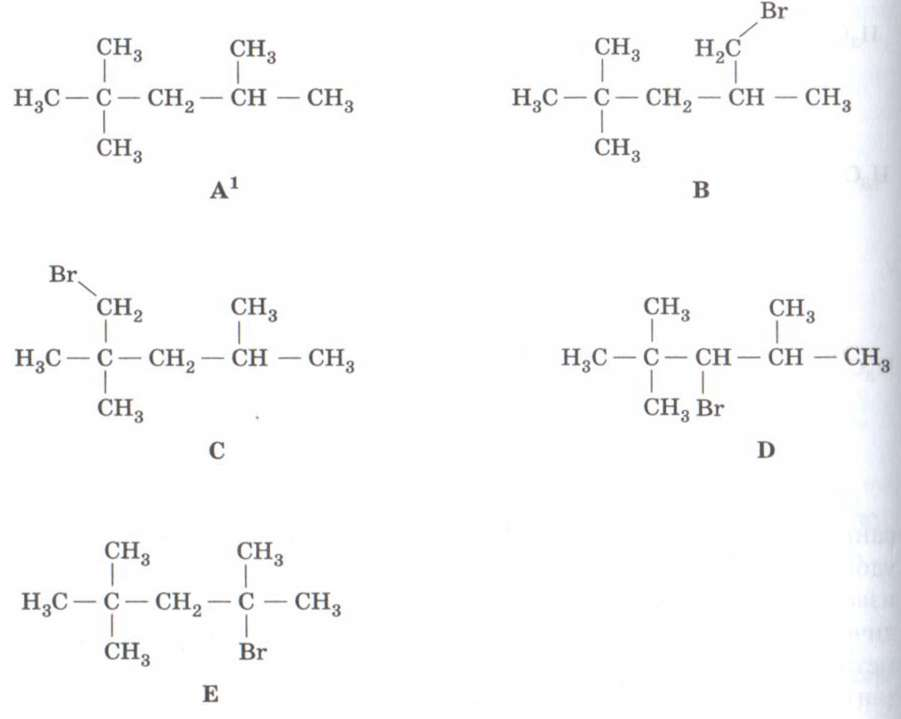 Br
CH₃ CH₃ CH₃ H₂C
H₃C — C — CH₂ — CH — CH₃ H₃C — C — CH₂ — CH — CH₃
CH₃ CH₃
A¹ B
Br
CH₂ CH₃ CH₃ CH₃
H₃C — C — CH₂ — CH — CH₃ H₃C — C — CH — CH — CH₃
CH₃ CH₃ Br
C D
CH₃ CH₃
H₃C — C — CH₂ — C — CH₃
CH₃ Br
E